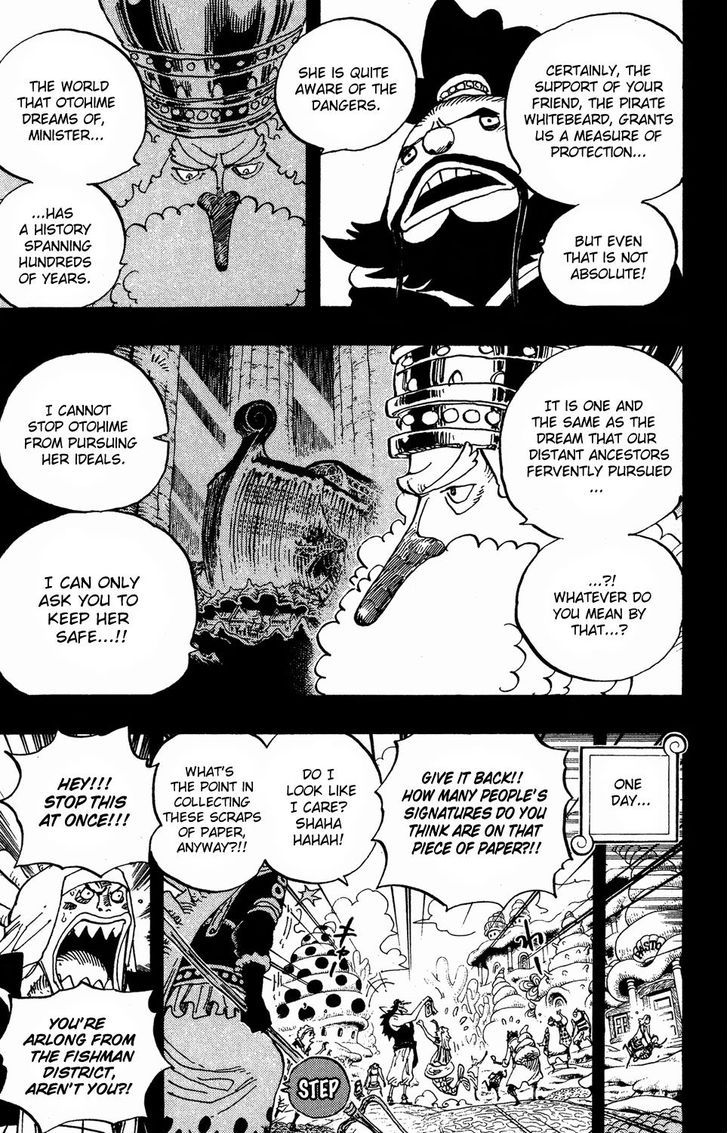 CERTAINLY, THE
SUPPORT OF YOUR
FRIEND, THE PIRATE
WHITEBEARD, GRANTS
US A MEASURE OF
PROTECTION...
BUT EVEN
THAT IS NOT
ABSOLUTE!
SHE IS QUITE
AWARE OF THE
DANGERS.
THE WORLD
THAT OTOHIME
DREAMS OF,
MINISTER...
...HAS
A HISTORY
SPANNING
HUNDREDS
OF YEARS.
IT IS ONE AND
THE SAME AS THE
DREAM THAT OUR
DISTANT ANCESTORS
FERVENTLY PURSUED
...
...?!
WHATEVER DO
YOU MEAN BY
THAT...?
I CANNOT
STOP OTOHIME
FROM PURSUING
HER IDEALS.
I CAN ONLY
ASK YOU TO
KEEP HER
SAFE...!!
ONE
DAY...
GIVE IT BACK!!
HOW MANY PEOPLE'S
SIGNATURES DO YOU
THINK ARE ON THAT
PIECE OF PAPER?!!
DO I
LOOK LIKE
I CARE?
SHAHA
HAHAH!
WHAT'S
THE POINT IN
COLLECTING
THESE SCRAPS
OF PAPER,
ANYWAY?!!
STEP
HEY!!!
STOP THIS
AT ONCE!!!
YOU'RE
ARLONG FROM
THE FISHMAN
DISTRICT,
AREN'T YOU?!